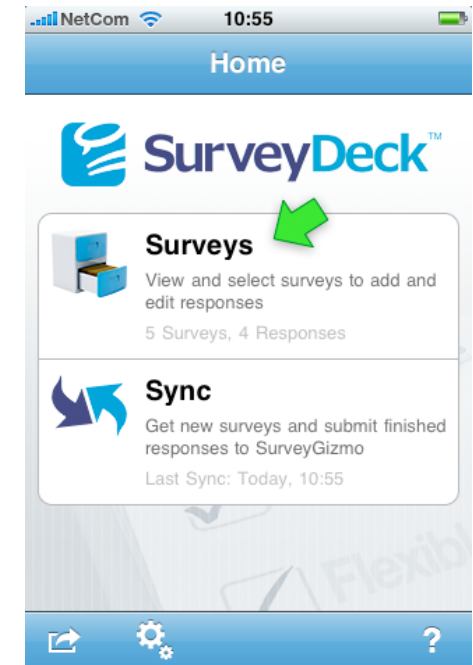 NetCom 10:55
Home
SurveyDeck™
Surveys
View and select surveys to add and
edit responses
5 Surveys, 4 Responses
Sync
Get new surveys and submit finished
responses to SurveyGizmo
Last Sync: Today, 10:55
Flexibl
?